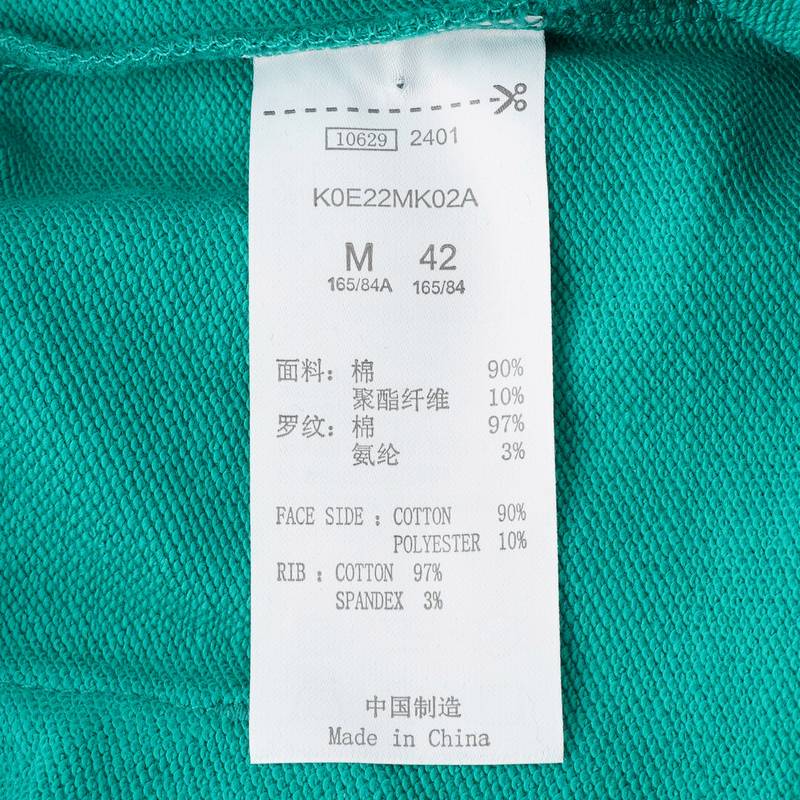 10629 2401
K0E22MK02A
M 42
165/84A 165/84
面料：棉 90%
聚酯纤维 10%
罗纹：棉 97%
氨纶 3%
FACE SIDE : COTTON 90%
POLYESTER 10%
RIB : COTTON 97%
SPANDEX 3%
中国制造
Made in China